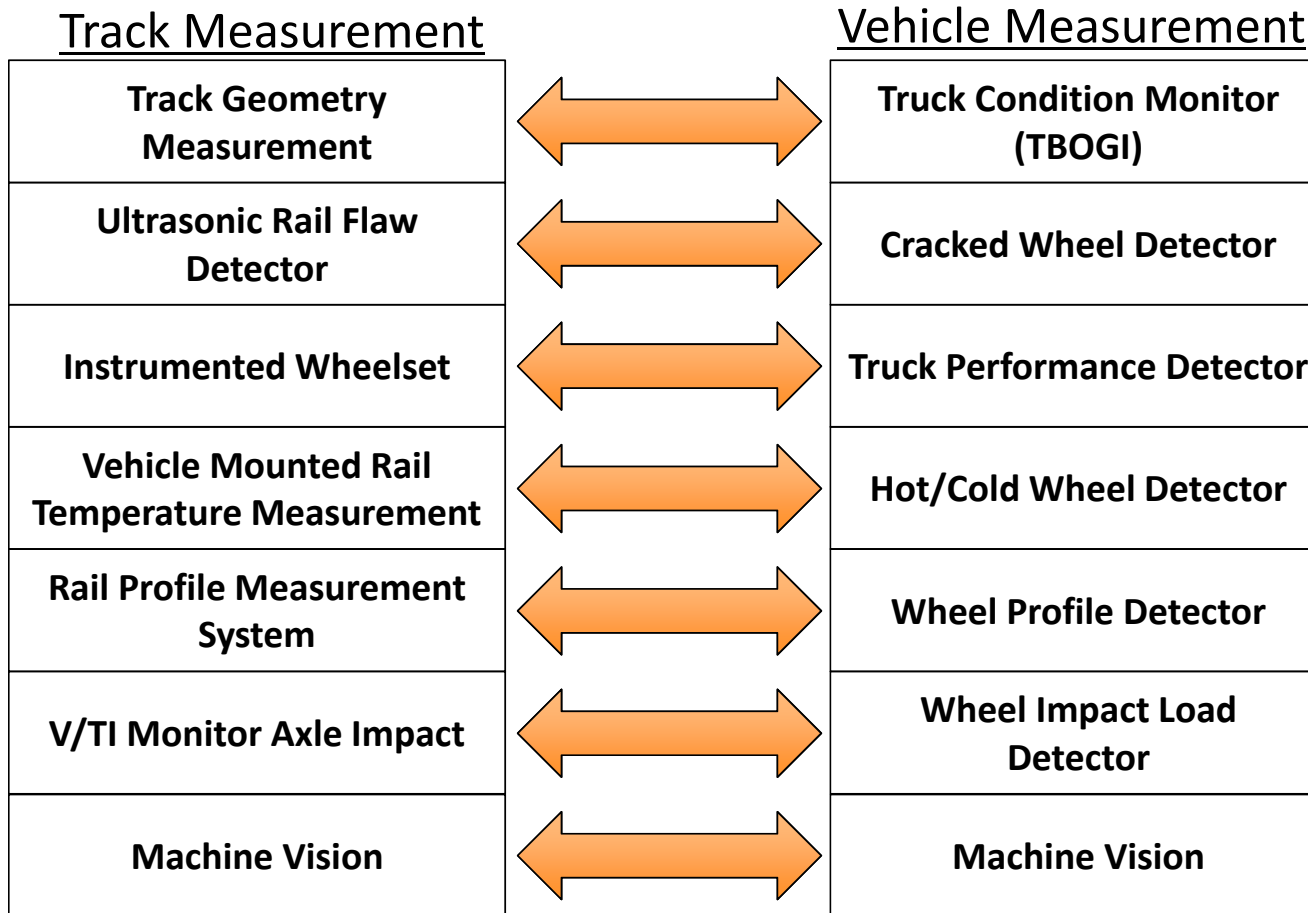 Track Measurement
Vehicle Measurement
Track Geometry
Measurement
Truck Condition Monitor
(TBOGI)
Ultrasonic Rail Flaw
Detector
Cracked Wheel Detector
Instrumented Wheelset
Truck Performance Detector
Vehicle Mounted Rail
Temperature Measurement
Hot/Cold Wheel Detector
Rail Profile Measurement
System
Wheel Profile Detector
V/TI Monitor Axle Impact
Wheel Impact Load
Detector
Machine Vision
Machine Vision